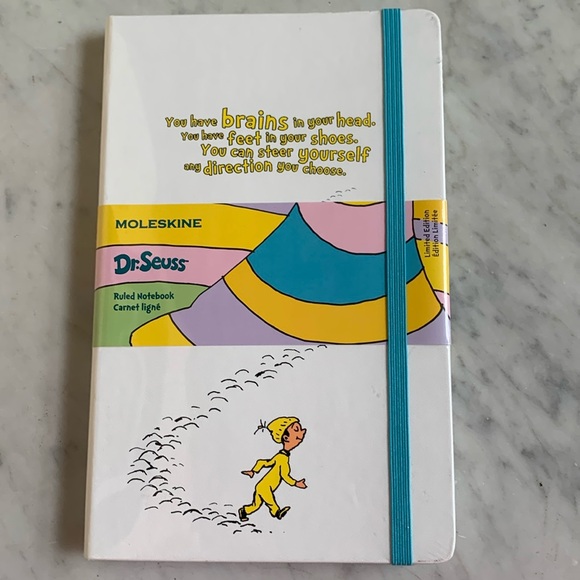 You have brains in your head.
You have feet in your shoes.
You can steer yourself
any direction you choose.
MOLESKINE
Dr. Seuss
Ruled Notebook
Carnet ligné
Limited Edition
Édition Limitée